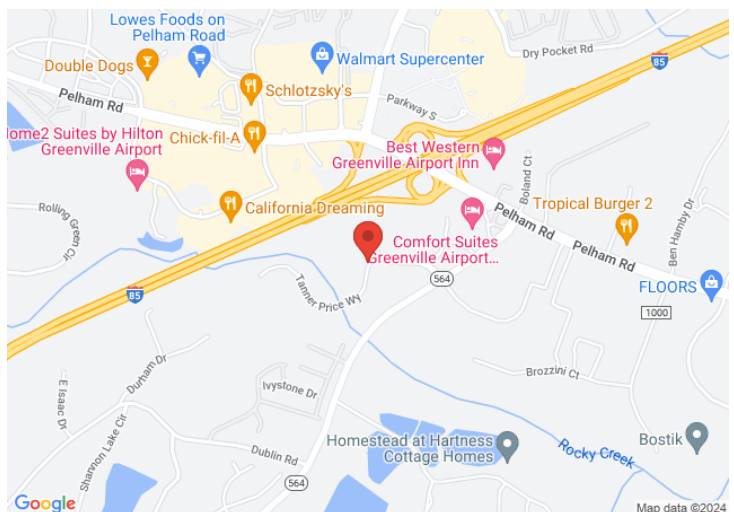 Lowes Foods on
Pelham Road
Dry Pocket Rd
Walmart Supercenter
85
Double Dogs
Schlotzsky's
Parkway S
Pelham Rd
Chick-fil-A
Home2 Suites by Hilton
Greenville Airport
Best Western
Greenville Airport Inn
Boland Ct
Rolling Green Cir
California Dreaming
Tropical Burger 2
Ben Hamby Dr
Pelham Rd
Pelham Rd
Comfort Suites
Greenville Airport...
Tanner Price Wy
564
FLOORS
85
1000
Durham Dr
E Isaac Dr
Ivystone Dr
Brozzini Ct
Shannon Lake Cir
Homestead at Hartness
Cottage Homes
Bostik
Dublin Rd
Rocky Creek
564
Google
Map data ©2024